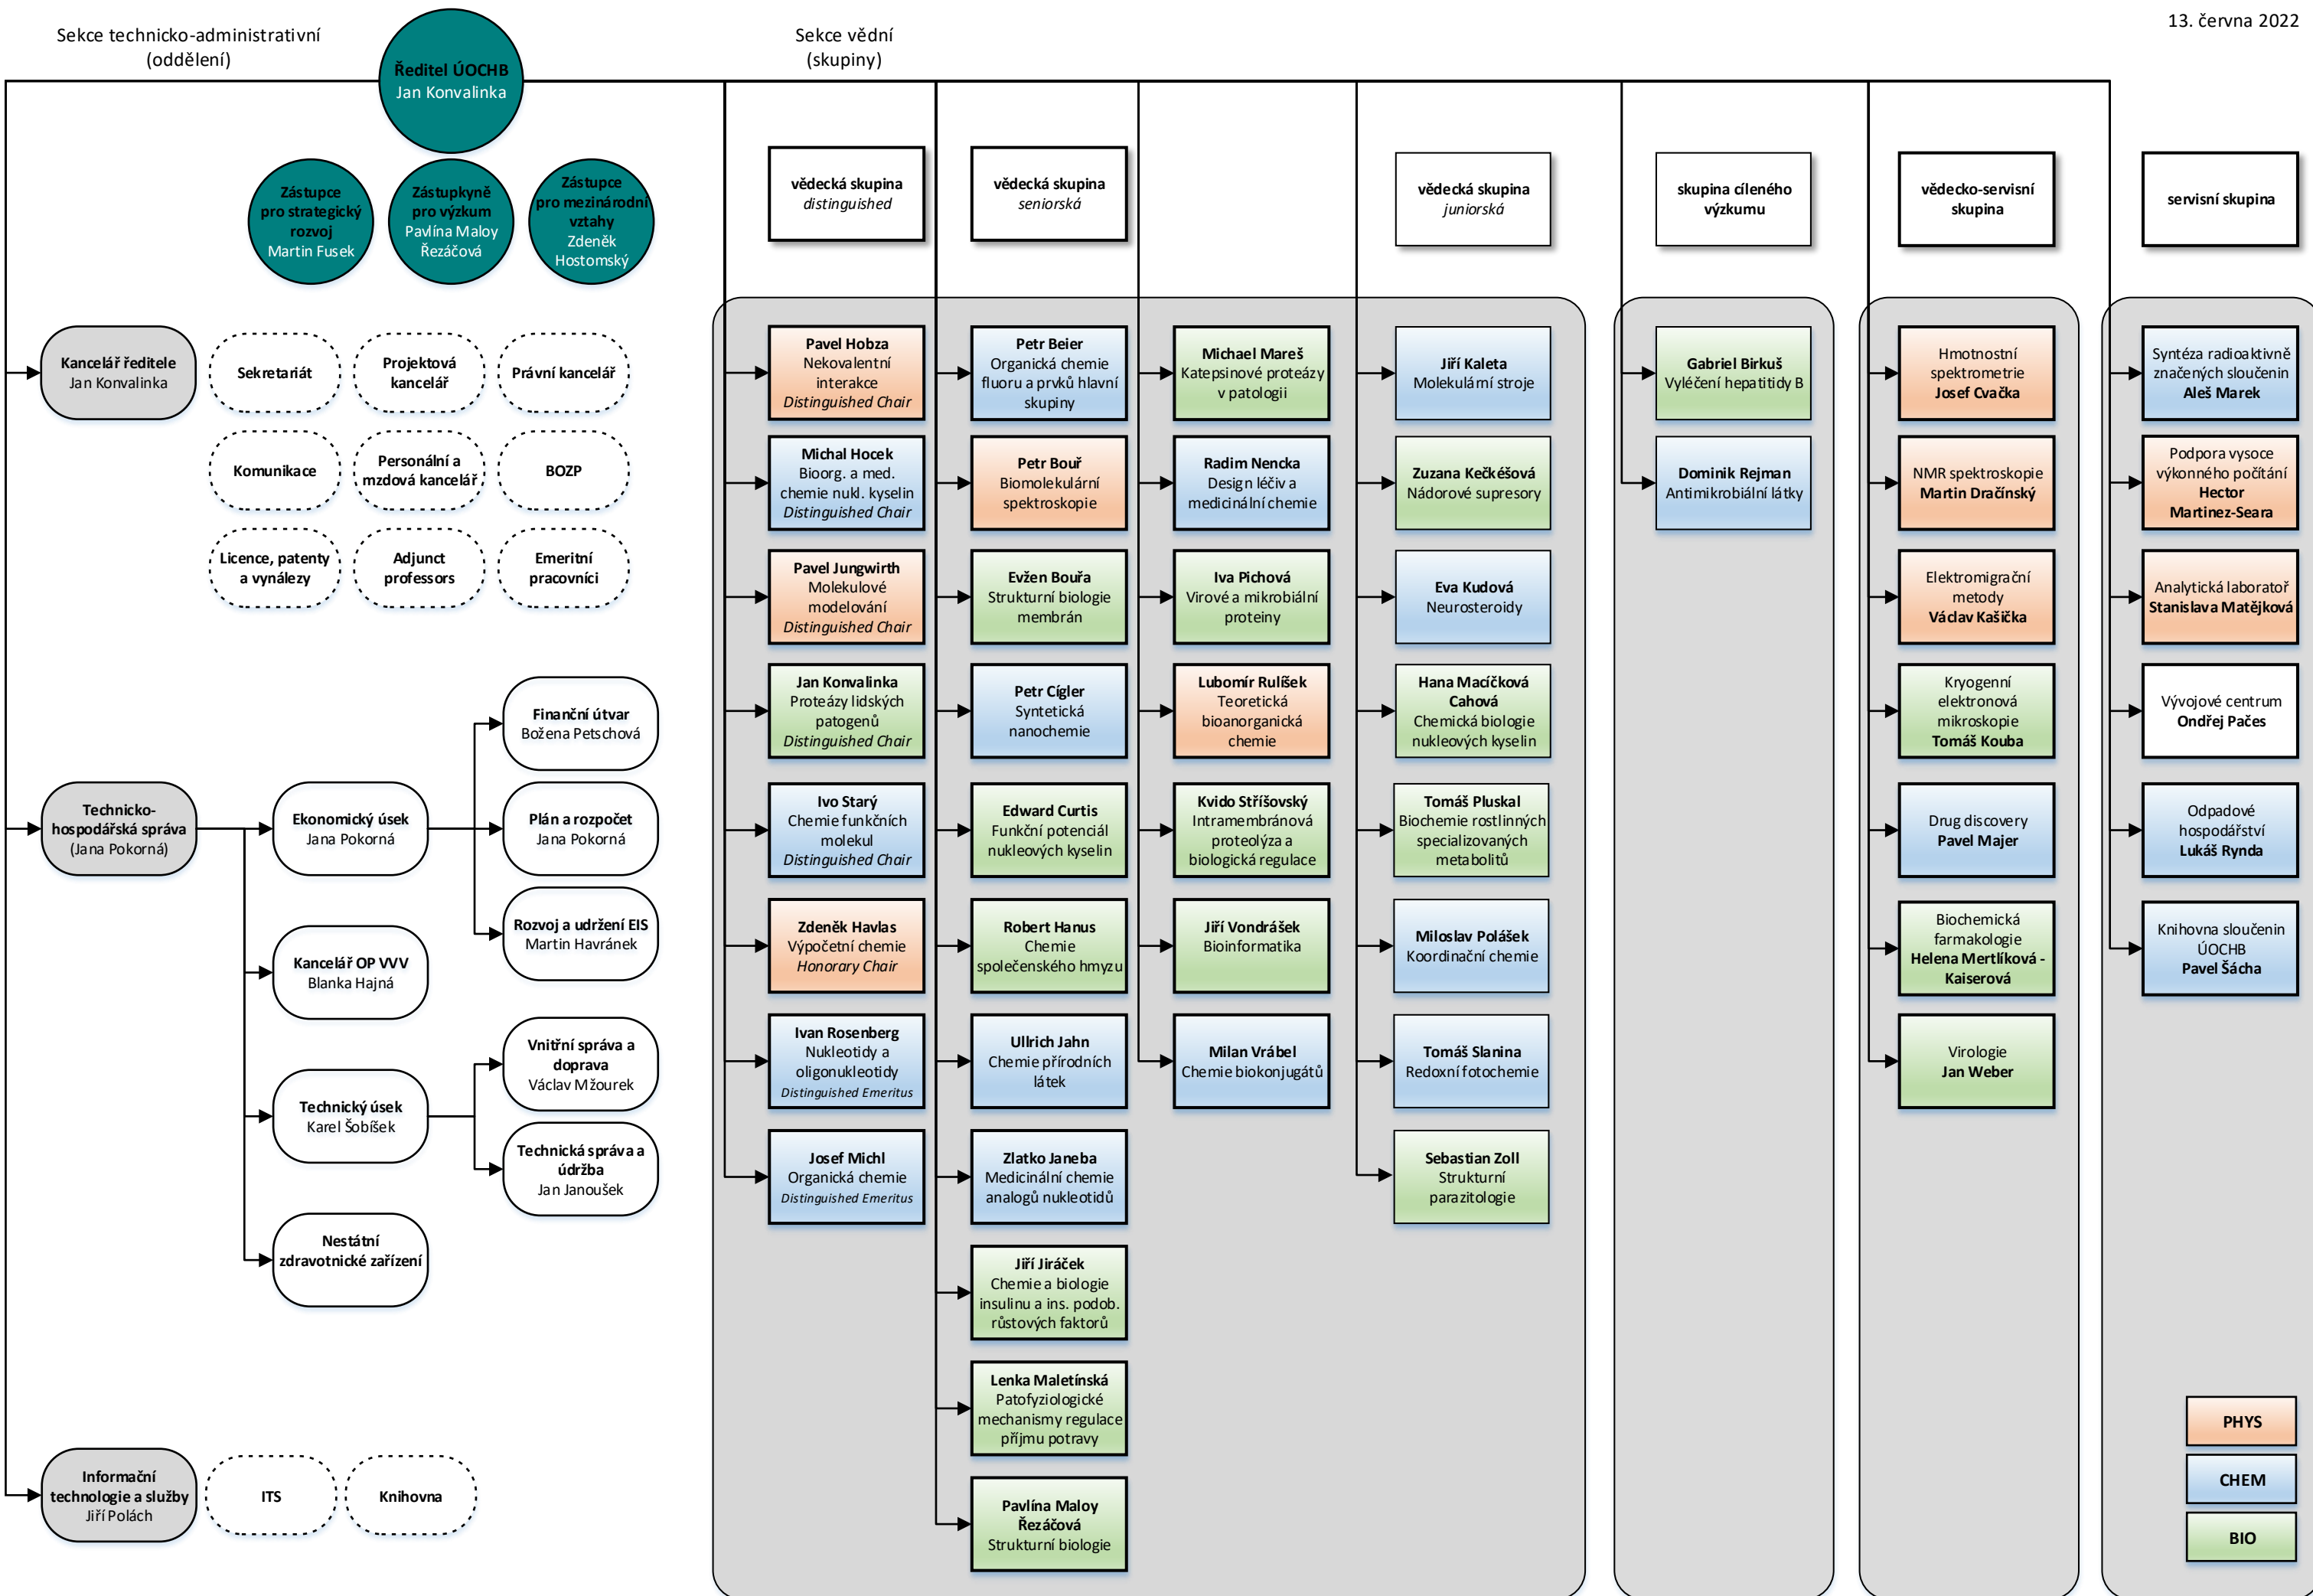 13. června 2022
Sekce technicko-administrativní
(oddělení)
Sekce vědní
(skupiny)
Ředitel ÚOCHB
Jan Konvalinka
Zástupce
pro strategický
rozvoj
Martin Fusek
Zástupkyně
pro výzkum
Pavlína Maloy
Řezáčová
Zástupce
pro mezinárodní
vztahy
Zdeněk
Hostomský
Kancelář ředitele
Jan Konvalinka
Sekretariát
Projektová
kancelář
Právní kancelář
Komunikace
Personální a
mzdová kancelář
BOZP
Licence, patenty
a vynálezy
Adjunct
professors
Emeritní
pracovníci
Technicko-
hospodářská správa
(Jana Pokorná)
Ekonomický úsek
Jana Pokorná
Finanční útvar
Božena Petschová
Plán a rozpočet
Jana Pokorná
Rozvoj a udržení EIS
Martin Havránek
Kancelář OP VVV
Blanka Hajná
Technický úsek
Karel Šobíšek
Vnitřní správa a
doprava
Václav Mžourek
Technická správa a
údržba
Jan Janoušek
Nestátní
zdravotnické zařízení
Informační
technologie a služby
Jiří Polách
ITS
Knihovna
vědecká skupina
distinguished
Pavel Hobza
Nekovalentní
interakce
Distinguished Chair
Michal Hocek
Bioorg. a med.
chemie nukl. kyselin
Distinguished Chair
Pavel Jungwirth
Molekulové
modelování
Distinguished Chair
Jan Konvalinka
Proteázy lidských
patogenů
Distinguished Chair
Ivo Starý
Chemie funkčních
molekul
Distinguished Chair
Zdeněk Havlas
Výpočetní chemie
Honorary Chair
Ivan Rosenberg
Nukleotidy a
oligonukleotidy
Distinguished Emeritus
Josef Michl
Organická chemie
Distinguished Emeritus
vědecká skupina
seniorská
Petr Beier
Organická chemie
fluoru a prvků hlavní
skupiny
Petr Bouř
Biomolekulární
spektroskopie
Evžen Bouřa
Strukturní biologie
membrán
Petr Cígler
Syntetická
nanochemie
Edward Curtis
Funkční potenciál
nukleových kyselin
Robert Hanus
Chemie
společenského hmyzu
Ullrich Jahn
Chemie přírodních
látek
Zlatko Janeba
Medicinální chemie
analogů nukleotidů
Jiří Jiráček
Chemie a biologie
insulinu a ins. podob.
růstových faktorů
Lenka Maletínská
Patofyziologické
mechanismy regulace
příjmu potravy
Pavlína Maloy
Řezáčová
Strukturní biologie
Michael Mareš
Katepsinové proteázy
v patologii
Radim Nencka
Design léčiv a
medicinální chemie
Iva Pichová
Virové a mikrobiální
proteiny
Lubomír Rulíšek
Teoretická
bioanorganická
chemie
Kvido Stříšovský
Intramembránová
proteolýza a
biologická regulace
Jiří Vondrášek
Bioinformatika
Milan Vrábel
Chemie biokonjugátů
vědecká skupina
juniorská
Jiří Kaleta
Molekulární stroje
Zuzana Kečkéšová
Nádorové supresory
Eva Kudová
Neurosteroidy
Hana Macíčková
Cahová
Chemická biologie
nukleových kyselin
Tomáš Pluskal
Biochemie rostlinných
specializovaných
metabolitů
Miloslav Polášek
Koordinační chemie
Tomáš Slanina
Redoxní fotochemie
Sebastian Zoll
Strukturní
parazitologie
skupina cíleného
výzkumu
Gabriel Birkuš
Vyléčení hepatitidy B
Dominik Rejman
Antimikrobiální látky
vědecko-servisní
skupina
Hmotnostní
spektrometrie
Josef Cvačka
NMR spektroskopie
Martin Dračínský
Elektromigrační
metody
Václav Kašička
Kryogenní
elektronová
mikroskopie
Tomáš Kouba
Drug discovery
Pavel Majer
Biochemická
farmakologie
Helena Mertlíková -
Kaiserová
Virologie
Jan Weber
servisní skupina
Syntéza radioaktivně
značených sloučenin
Aleš Marek
Podpora vysoce
výkonného počítání
Hector
Martinez-Seara
Analytická laboratoř
Stanislava Matějková
Vývojové centrum
Ondřej Pačes
Odpadové
hospodářství
Lukáš Rynda
Knihovna sloučenin
ÚOCHB
Pavel Šácha
PHYS
CHEM
BIO